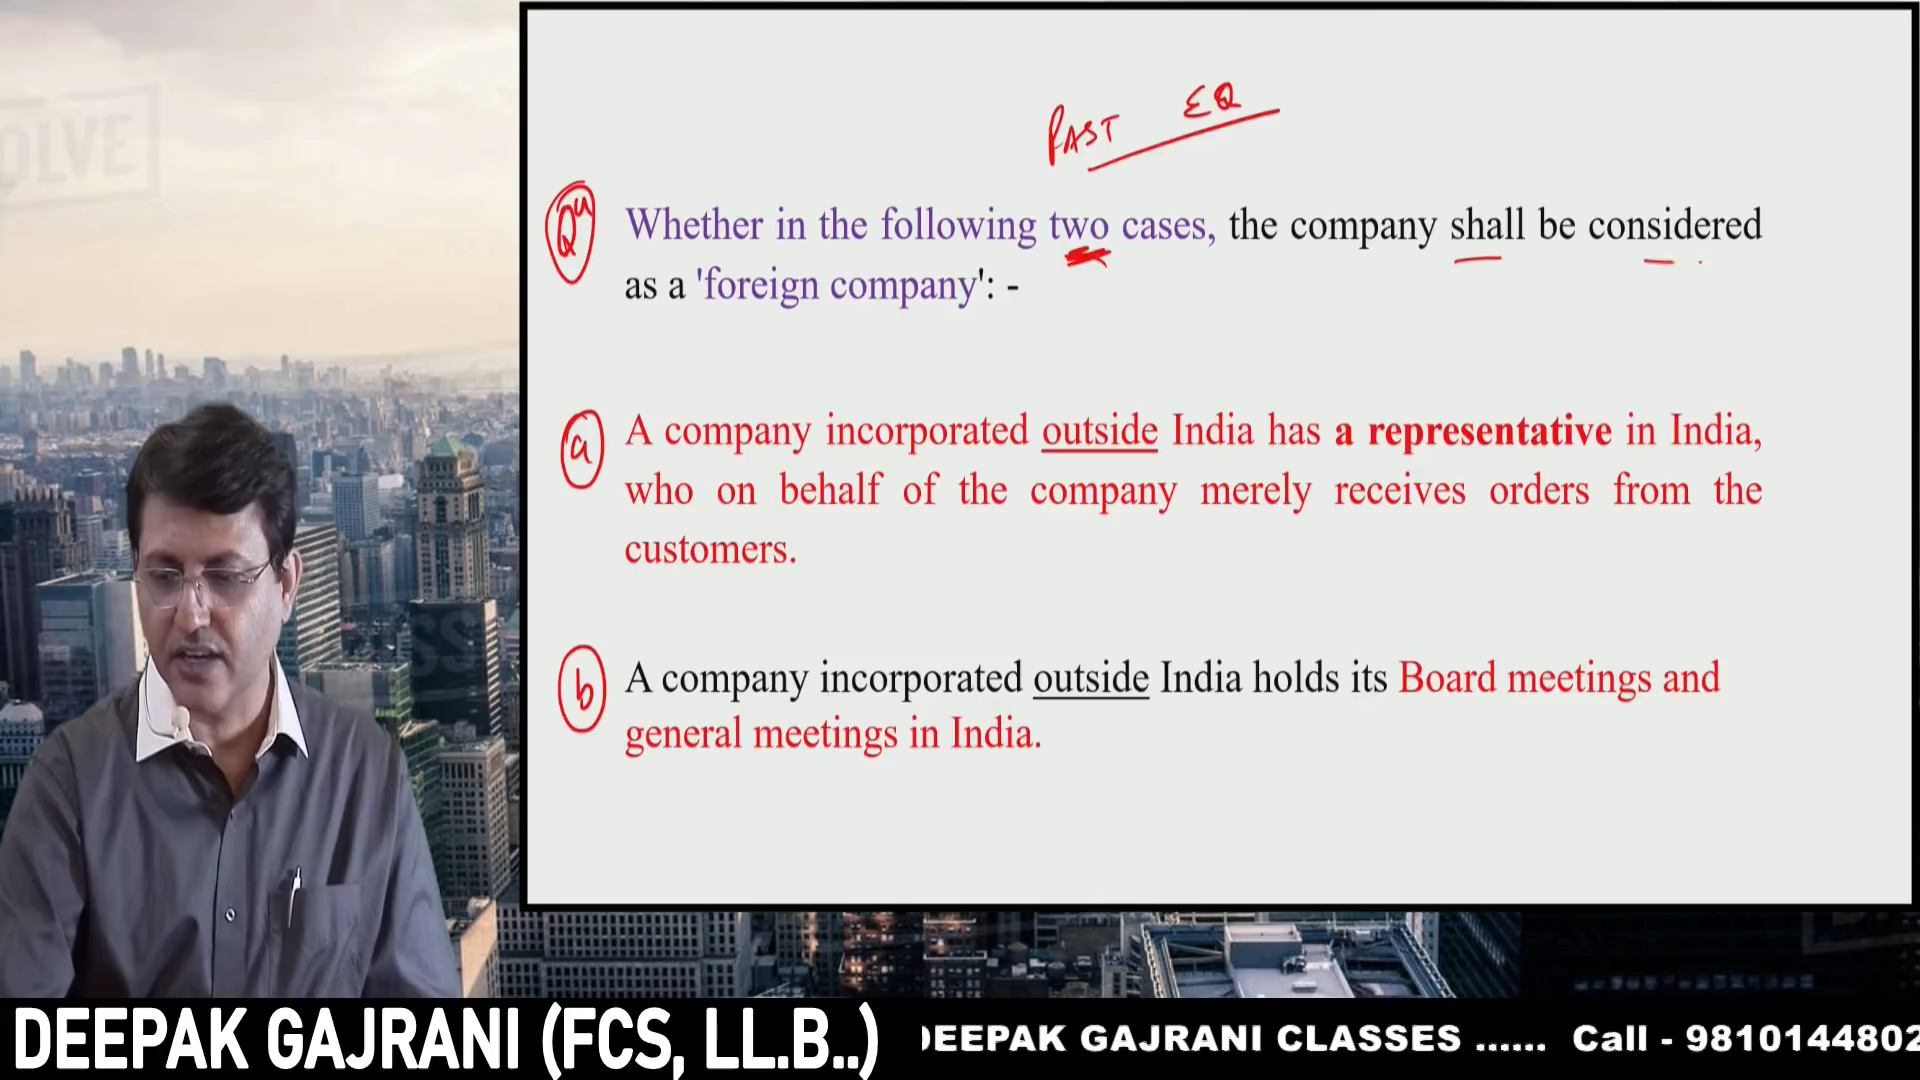 OLVE
PAST EQ
Qu
Whether in the following two cases, the company shall be considered
as a 'foreign company': -
a
A company incorporated outside India has a representative in India,
who on behalf of the company merely receives orders from the
customers.
b
A company incorporated outside India holds its Board meetings and
general meetings in India.
DEEPAK GAJRANI (FCS, LL.B..)
DEEPAK GAJRANI CLASSES ...... Call - 9810144802